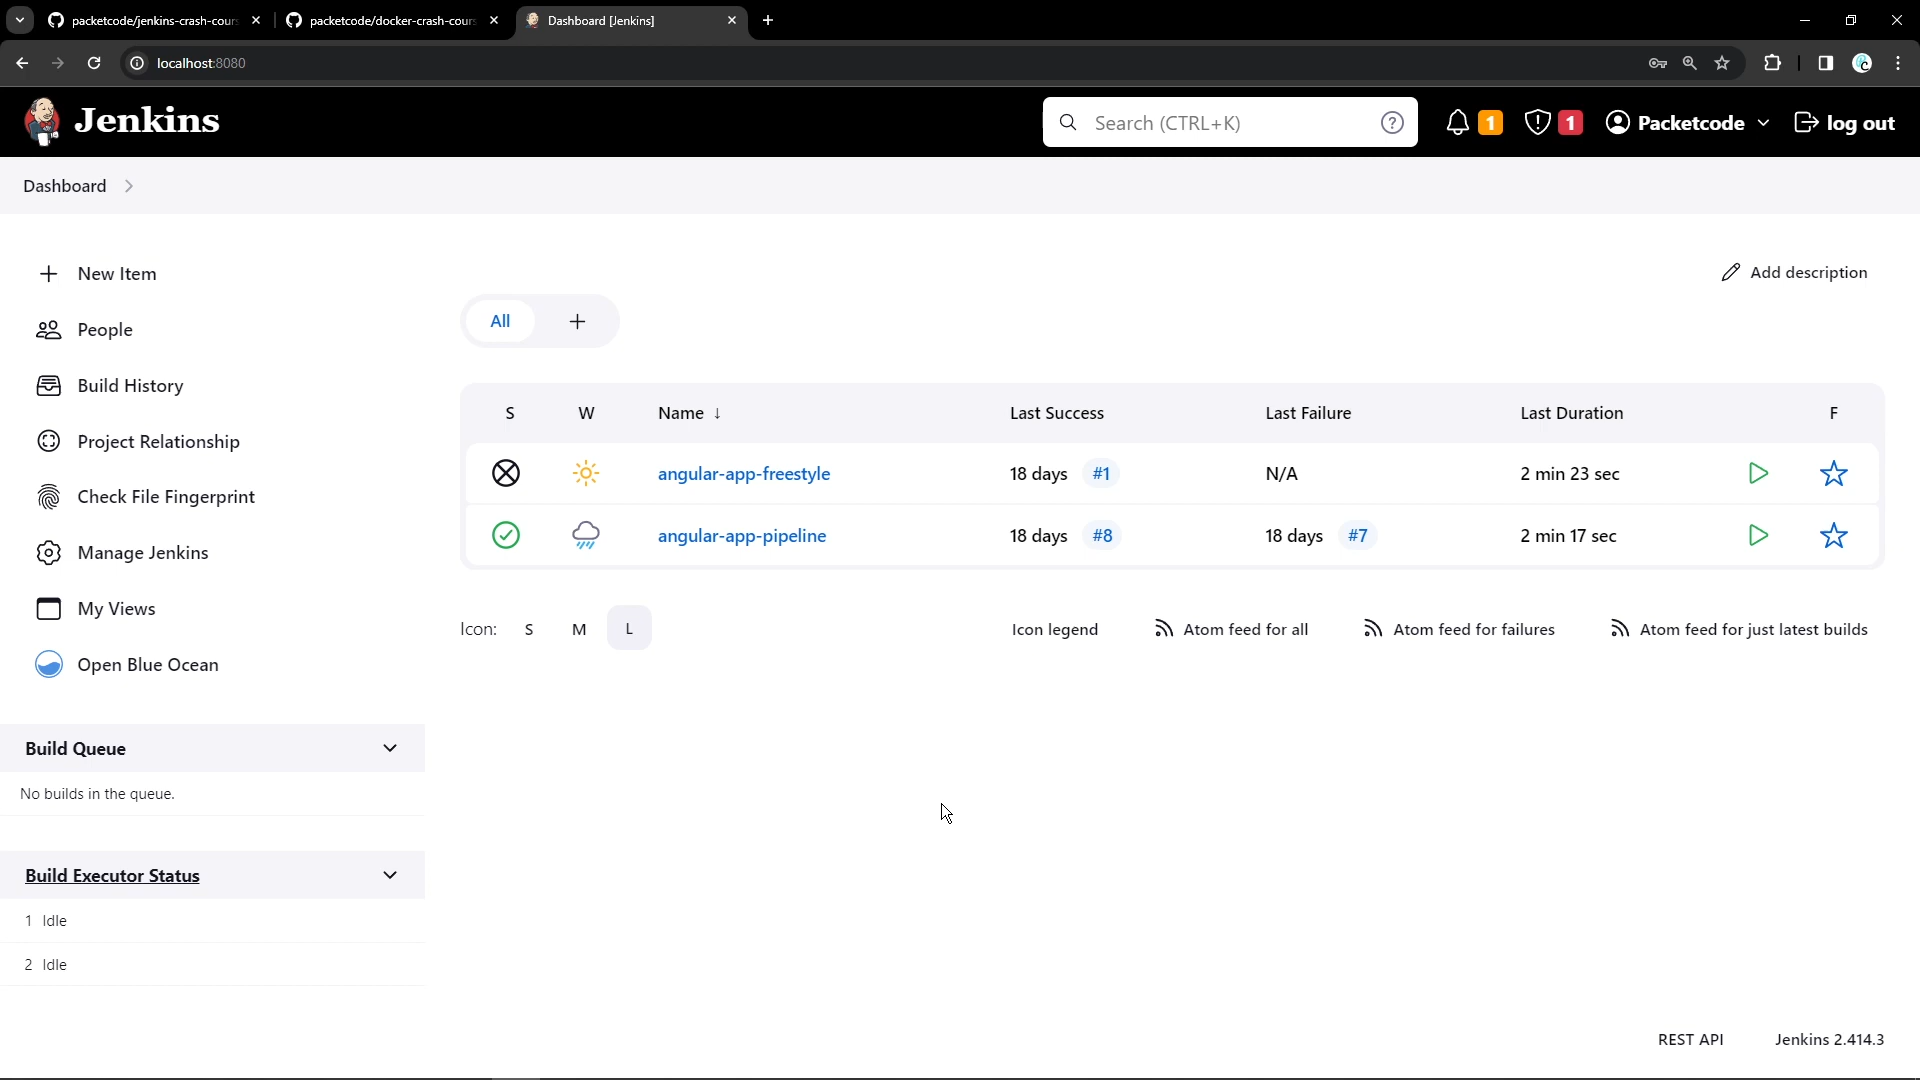 packetcode/jenkins-crash-cour
packetcode/docker-crash-cour
Dashboard [Jenkins]
localhost:8080
Jenkins
Search (CTRL+K)
1
1
Packetcode
log out
Dashboard
New Item
People
Build History
Project Relationship
Check File Fingerprint
Manage Jenkins
My Views
Open Blue Ocean
Build Queue
No builds in the queue.
Build Executor Status
1 Idle
2 Idle
Add description
All +
S W Name ↓ Last Success Last Failure Last Duration F
angular-app-freestyle 18 days #1 N/A 2 min 23 sec
angular-app-pipeline 18 days #8 18 days #7 2 min 17 sec
Icon: S M L
Icon legend Atom feed for all Atom feed for failures Atom feed for just latest builds
REST API Jenkins 2.414.3